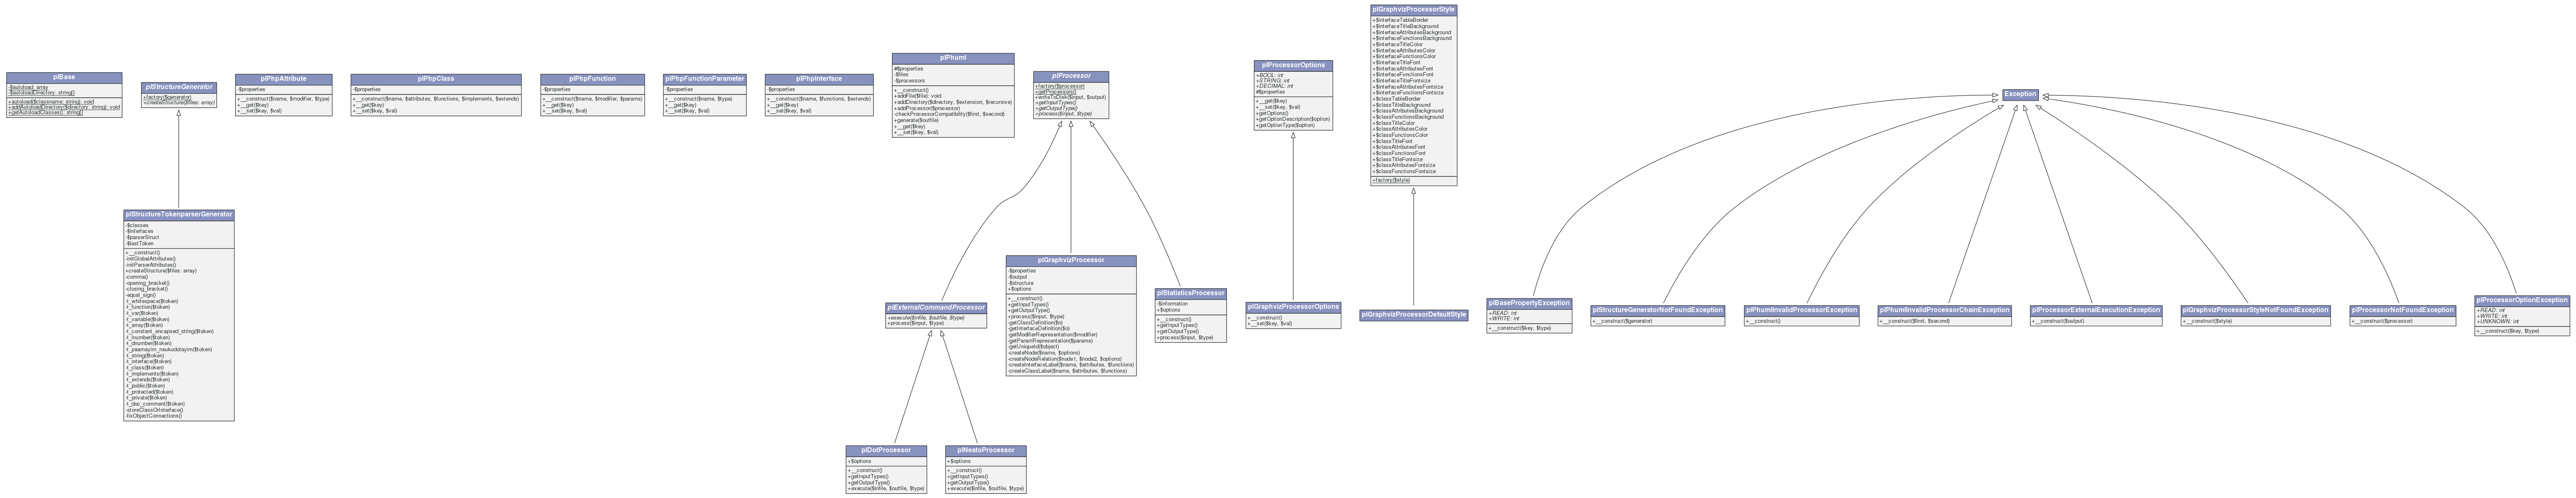 plBase
-$autoload: array
-$autoloadDirectory: string[]
+autoload($classname: string): void
+addAutoloadDirectory($directory: string): void
+getAutoloadClasses(): string[]
plStructureGenerator
+factory($generator)
+createStructure($files: array)
plPhpAttribute
-$properties
+__construct($name, $modifier, $type)
+__get($key)
+__set($key, $val)
plPhpClass
-$properties
+__construct($name, $attributes, $functions, $implements, $extends)
+__get($key)
+__set($key, $val)
plPhpFunction
-$properties
+__construct($name, $modifier, $params)
+__get($key)
+__set($key, $val)
plPhpFunctionParameter
-$properties
+__construct($name, $type)
+__get($key)
+__set($key, $val)
plPhpInterface
-$properties
+__construct($name, $functions, $extends)
+__get($key)
+__set($key, $val)
plPhuml
#$properties
-$files
-$processors
+__construct()
+addFile($file): void
+addDirectory($directory, $extension, $recursive)
+addProcessor($processor)
-checkProcessorCompatibility($first, $second)
+generate($outfile)
+__get($key)
+__set($key, $val)
plProcessor
+factory($processor)
+getProcessors()
+writeToDisk($input, $output)
+getInputTypes()
+getOutputType()
+process($input, $type)
plProcessorOptions
+BOOL: int
+STRING: int
+DECIMAL: int
#$properties
+__get($key)
+__set($key, $val)
+getOptions()
+getOptionDescription($option)
+getOptionType($option)
plGraphvizProcessorStyle
+$interfaceTableBorder
+$interfaceTitleBackground
+$interfaceAttributesBackground
+$interfaceFunctionsBackground
+$interfaceTitleColor
+$interfaceAttributesColor
+$interfaceFunctionsColor
+$interfaceTitleFont
+$interfaceAttributesFont
+$interfaceFunctionsFont
+$interfaceTitleFontsize
+$interfaceAttributesFontsize
+$interfaceFunctionsFontsize
+$classTableBorder
+$classTitleBackground
+$classAttributesBackground
+$classFunctionsBackground
+$classTitleColor
+$classAttributesColor
+$classFunctionsColor
+$classTitleFont
+$classAttributesFont
+$classFunctionsFont
+$classTitleFontsize
+$classAttributesFontsize
+$classFunctionsFontsize
+factory($style)
Exception
plStructureTokenparserGenerator
-$classes
-$interfaces
-$parserStruct
-$lastToken
+__construct()
-initGlobalAttributes()
-initParserAttributes()
+createStructure($files: array)
-comma()
-opening_bracket()
-closing_bracket()
-equal_sign()
-t_whitespace($token)
-t_function($token)
-t_var($token)
-t_variable($token)
-t_array($token)
-t_constant_encapsed_string($token)
-t_lnumber($token)
-t_dnumber($token)
-t_paamayim_neukudotayim($token)
-t_string($token)
-t_interface($token)
-t_class($token)
-t_implements($token)
-t_extends($token)
-t_public($token)
-t_protected($token)
-t_private($token)
-t_doc_comment($token)
-storeClassOrInterface()
-fixObjectConnections()
plExternalCommandProcessor
+execute($infile, $outfile, $type)
+process($input, $type)
plGraphvizProcessor
-$properties
-$output
-$structure
+$options
+__construct()
+getInputTypes()
+getOutputType()
+process($input, $type)
-getClassDefinition($o)
-getInterfaceDefinition($o)
-getModifierRepresentation($modifier)
-getParamRepresentation($params)
-getUniqueId($object)
-createNode($name, $options)
-createNodeRelation($node1, $node2, $options)
-createInterfaceLabel($name, $attributes, $functions)
-createClassLabel($name, $attributes, $functions)
plStatisticsProcessor
-$information
+$options
+__construct()
+getInputTypes()
+getOutputType()
+process($input, $type)
plGraphvizProcessorOptions
+__construct()
+__set($key, $val)
plGraphvizProcessorDefaultStyle
plBasePropertyException
+READ: int
+WRITE: int
+__construct($key, $type)
plStructureGeneratorNotFoundException
+__construct($generator)
plPhumlInvalidProcessorException
+__construct()
plPhumlInvalidProcessorChainException
+__construct($first, $second)
plProcessorExternalExecutionException
+__construct($output)
plGraphvizProcessorStyleNotFoundException
+__construct($style)
plProcessorNotFoundException
+__construct($processor)
plProcessorOptionException
+READ: int
+WRITE: int
+UNKNOWN: int
+__construct($key, $type)
plDotProcessor
+$options
+__construct()
+getInputTypes()
+getOutputType()
+execute($infile, $outfile, $type)
plNeatoProcessor
+$options
+__construct()
+getInputTypes()
+getOutputType()
+execute($infile, $outfile, $type)